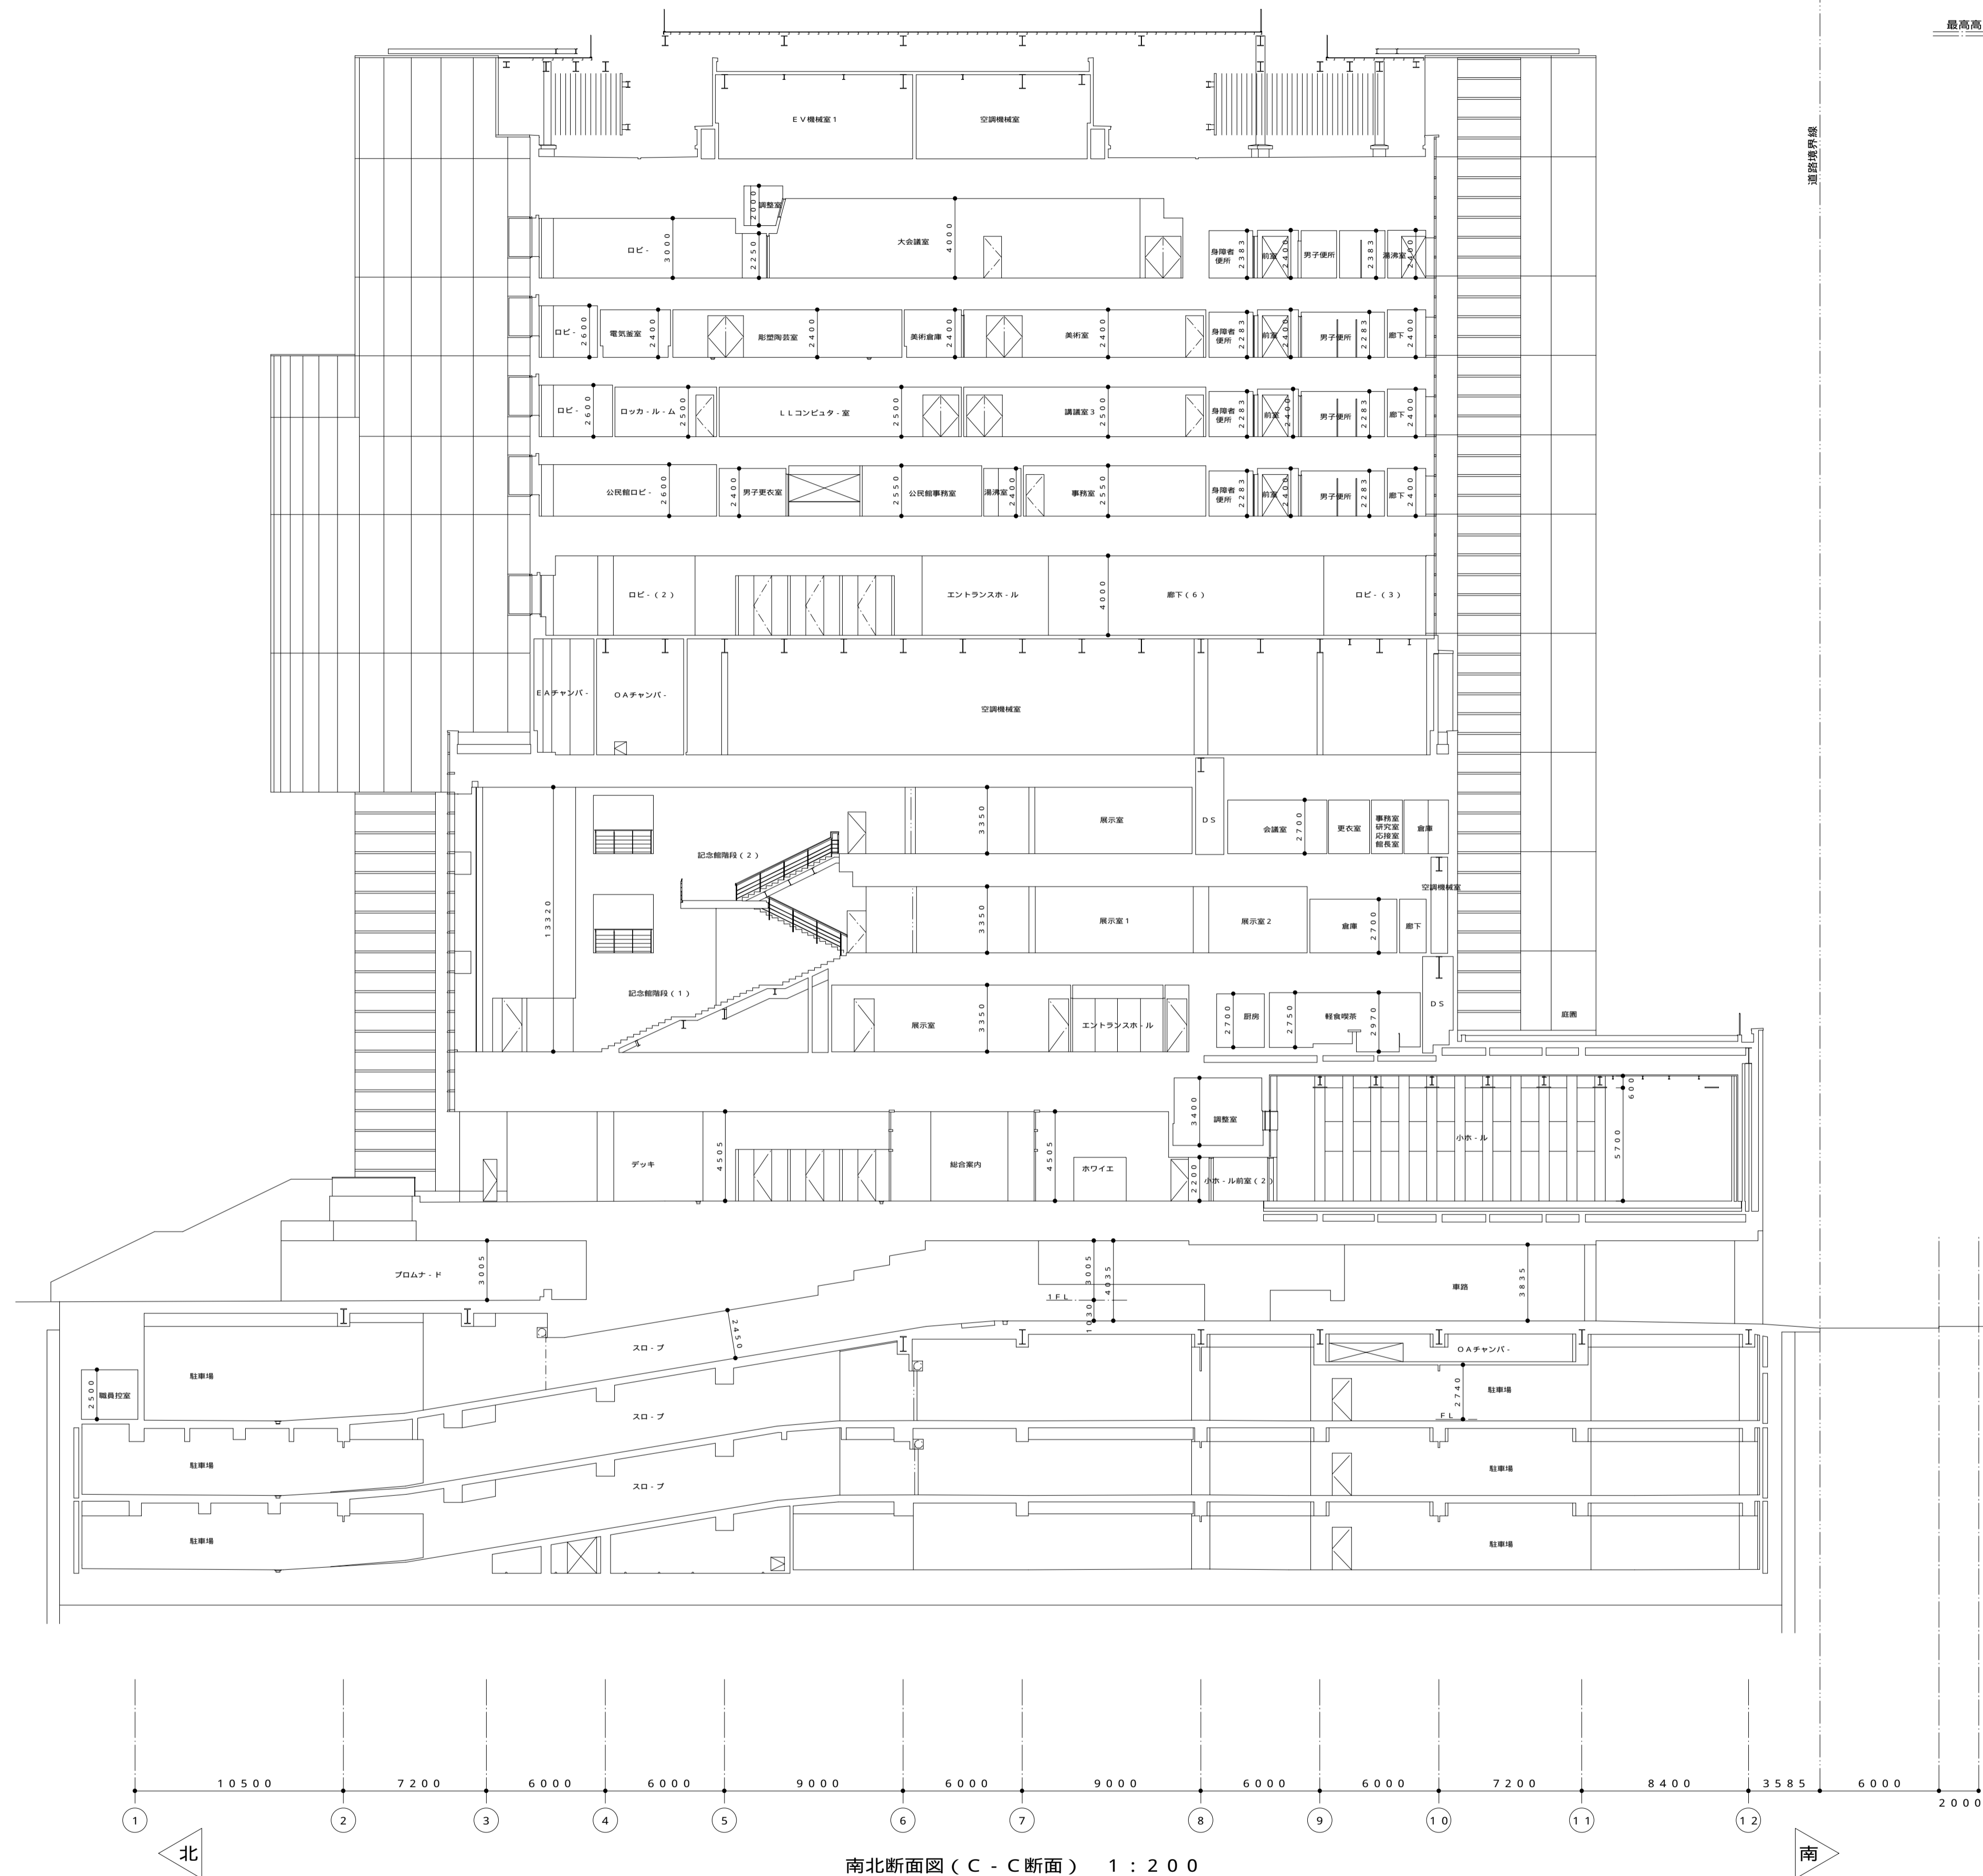 最高高
道路境界線
ＥＶ機械室１
空調機械室
2000
調整室
ロビ-
3000
2250
大会議室
4000
身障者
便所
2383
前室
2400
男子便所
2383
湯沸室
2400
ロビ-
2600
電気釜室
2400
彫塑陶芸室
2400
美術倉庫
2400
美術室
2400
身障者
便所
2283
前室
2400
男子便所
2283
廊下
2400
ロビ-
2600
ロッカ-ル-ム
2500
ＬＬコンピュタ-室
2500
講議室３
2500
身障者
便所
2283
前室
2400
男子便所
2283
廊下
2400
公民館ロビ-
2600
2400
男子更衣室
2550
公民館事務室
湯沸室
2400
事務室
2550
身障者
便所
2283
前室
2400
男子便所
2283
廊下
2400
ロビ-（２）
エントランスホ-ル
4000
廊下（６）
ロビ-（３）
ＥＡチャンバ-
ＯＡチャンバ-
空調機械室
13320
記念館階段（２）
3350
展示室
ＤＳ
会議室
2700
更衣室
事務室
研究室
応接室
館長室
倉庫
空調機械室
3350
展示室１
展示室２
倉庫
2700
廊下
記念館階段（１）
展示室
3350
エントランスホ-ル
2700
厨房
2750
軽食喫茶
2970
ＤＳ
庭園
デッキ
4505
総合案内
4505
ホワイエ
3400
調整室
2200
小ホ-ル前室（２）
小ホ-ル
600
5700
プロムナ-ド
3005
3005
4035
1FL
1030
車路
3835
2450
スロ-プ
駐車場
2500
職員控室
ＯＡチャンバ-
2740
駐車場
FL
スロ-プ
駐車場
駐車場
スロ-プ
駐車場
駐車場
10500
7200
6000
6000
9000
6000
9000
6000
6000
7200
8400
3585
6000
2000
1
2
3
4
5
6
7
8
9
10
11
12
北
南
南北断面図（Ｃ-Ｃ断面）　１：２００